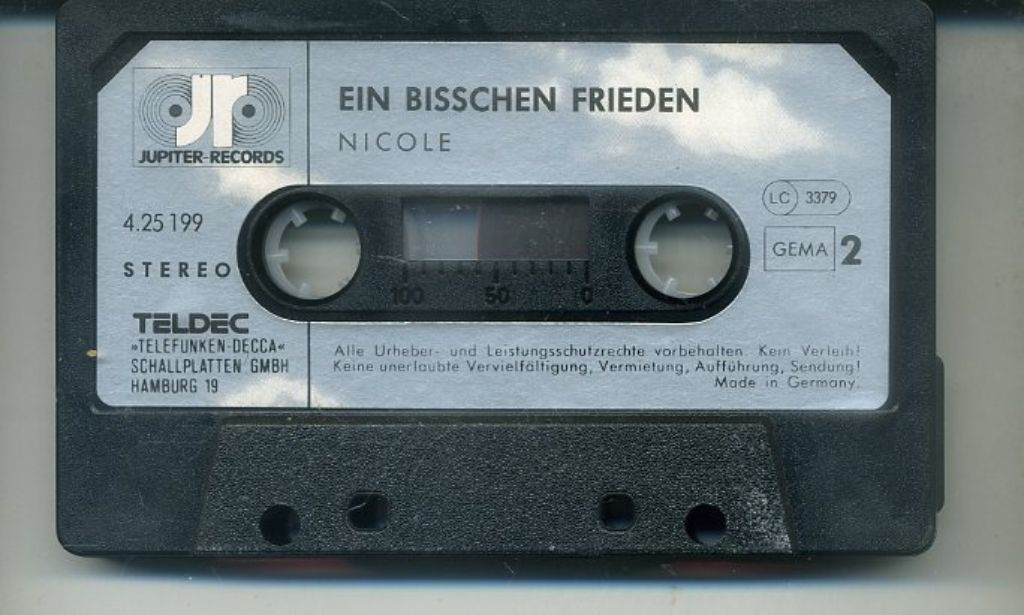 jr
JUPITER-RECORDS
EIN BISSCHEN FRIEDEN
NICOLE
4.25 199
STEREO
LC 3379
GEMA 2
100 50 0
TELDEC
»TELEFUNKEN-DECCA«
SCHALLPLATTEN GMBH
HAMBURG 19
Alle Urheber- und Leistungsschutzrechte vorbehalten. Kein Verleih!
Keine unerlaubte Vervielfältigung, Vermietung, Aufführung, Sendung!
Made in Germany.